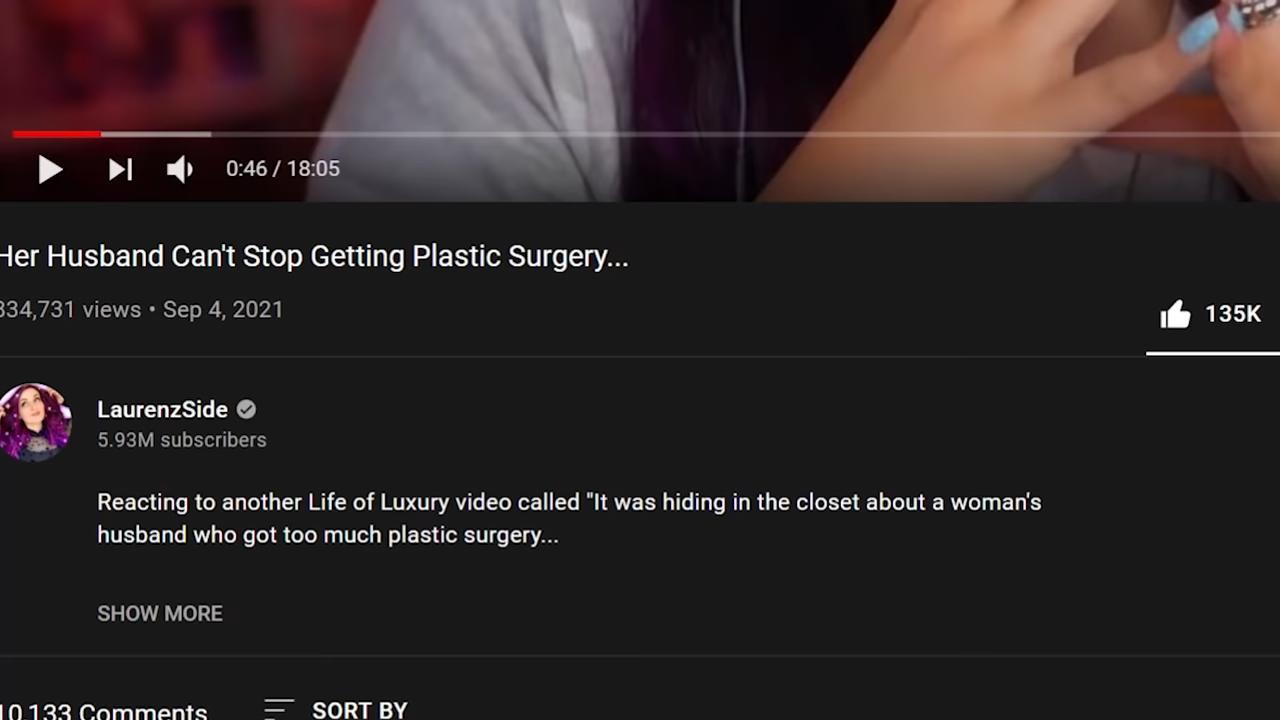 0:46 / 18:05
Her Husband Can't Stop Getting Plastic Surgery...
334,731 views • Sep 4, 2021
135K
LaurenzSide
5.93M subscribers
Reacting to another Life of Luxury video called "It was hiding in the closet about a woman's
husband who got too much plastic surgery...
SHOW MORE
10,133 Comments
SORT BY